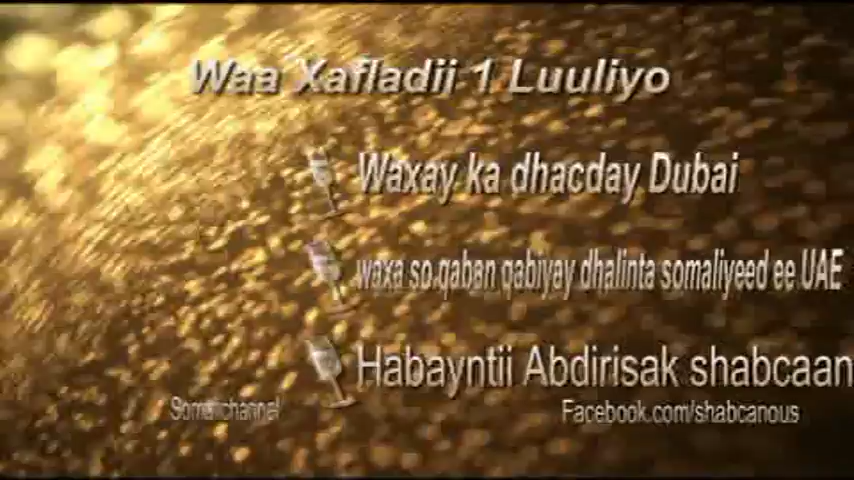 Waa Xafladii 1 Luuliyo
Waxay ka dhacday Dubai
waxa so qaban qabiyay dhalinta somaliyeed ee UAE
Habayntii Abdirisak shabcaan
Somalichannel
Facebook.com/shabcanous